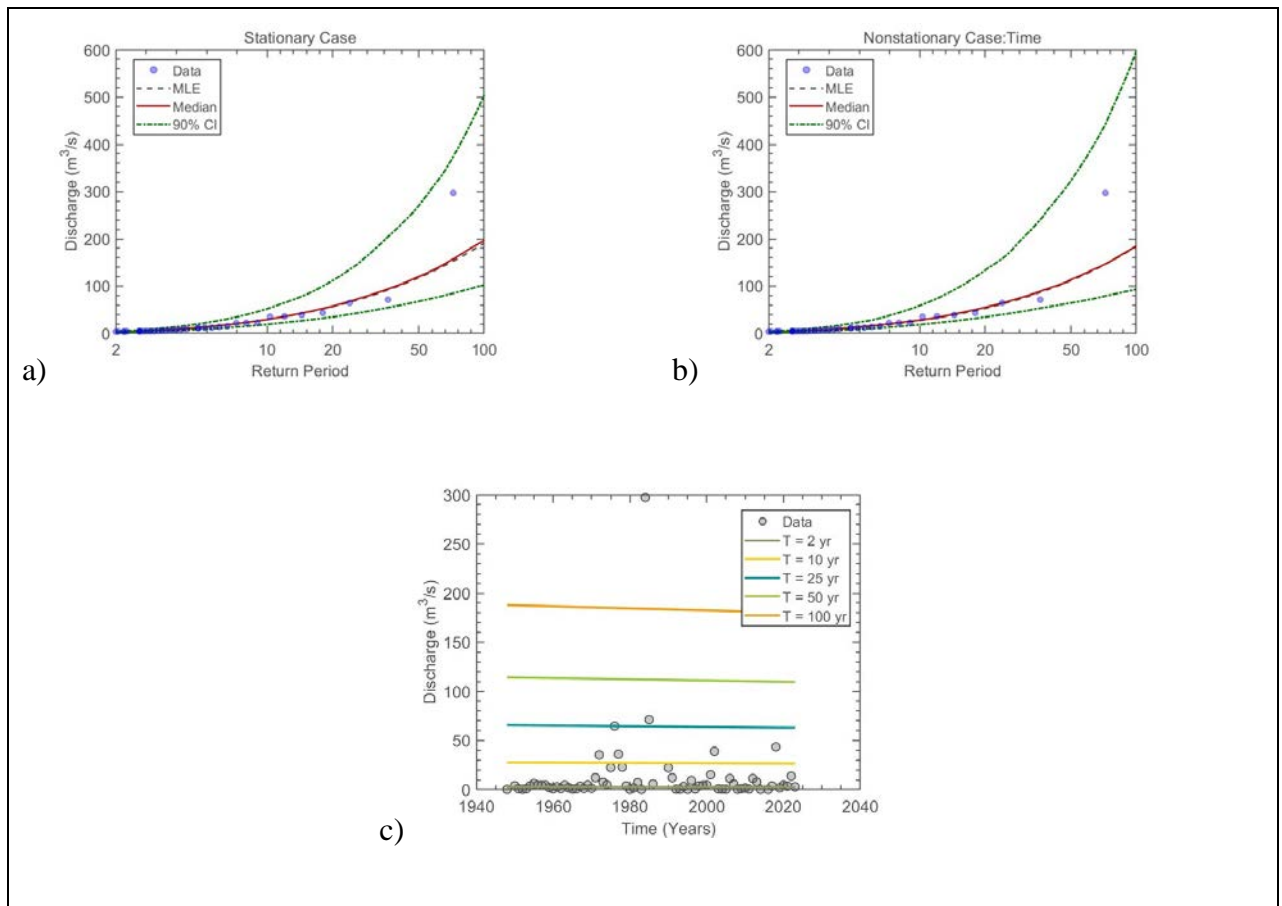 Stationary Case
600
500
400
300
200
100
0
Discharge (m³/s)
Data
MLE
Median
90% CI
2 10 20 50 100
Return Period
a)
Nonstationary Case:Time
600
500
400
300
200
100
0
Discharge (m³/s)
Data
MLE
Median
90% CI
2 10 20 50 100
Return Period
b)
300
250
200
150
100
50
0
Discharge (m³/s)
Data
T = 2 yr
T = 10 yr
T = 25 yr
T = 50 yr
T = 100 yr
1940 1960 1980 2000 2020 2040
Time (Years)
c)